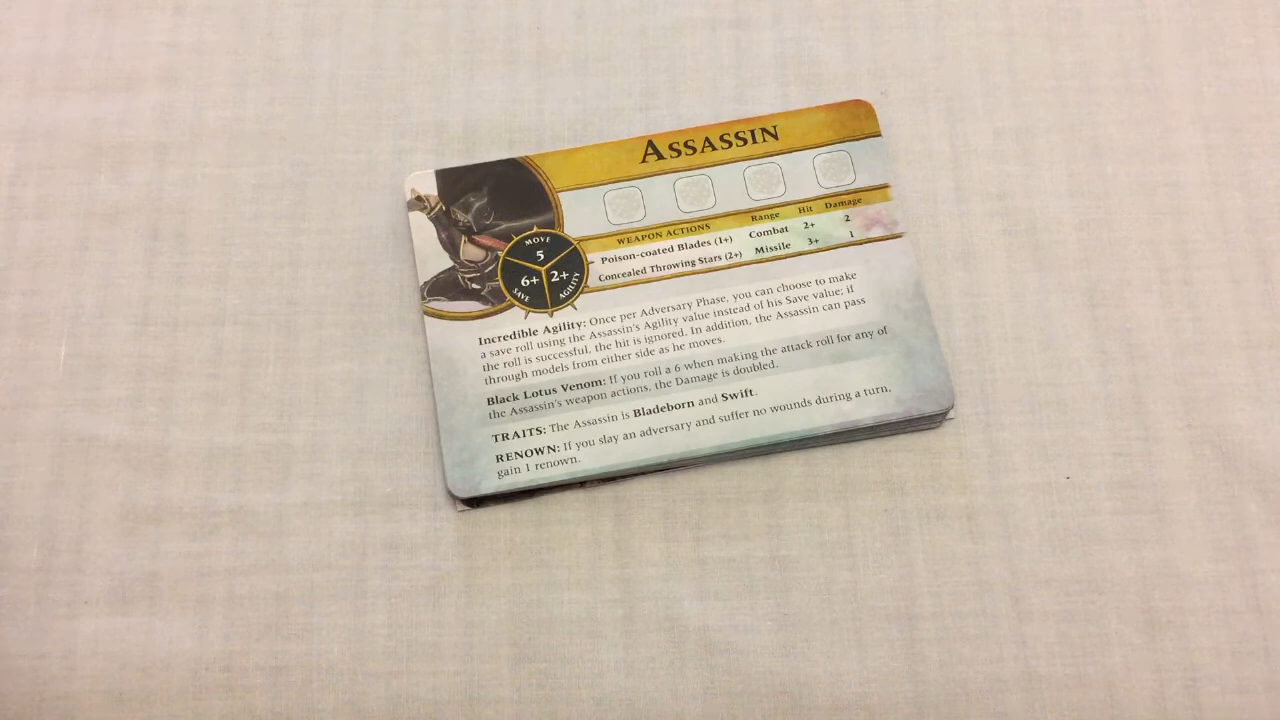 ASSASSIN
WEAPON ACTIONS Range Hit Damage
Poison-coated Blades (1+) Combat 2+ 2
Concealed Throwing Stars (2+) Missile 3+ 1
MOVE
5
6+ 2+
SAVE AGILITY
Incredible Agility: Once per Adversary Phase, you can choose to make
a save roll using the Assassin's Agility value instead of his Save value; if
the roll is successful, the hit is ignored. In addition, the Assassin can pass
through models from either side as he moves.
Black Lotus Venom: If you roll a 6 when making the attack roll for any of
the Assassin's weapon actions, the Damage is doubled.
TRAITS: The Assassin is Bladeborn and Swift.
RENOWN: If you slay an adversary and suffer no wounds during a turn,
gain 1 renown.